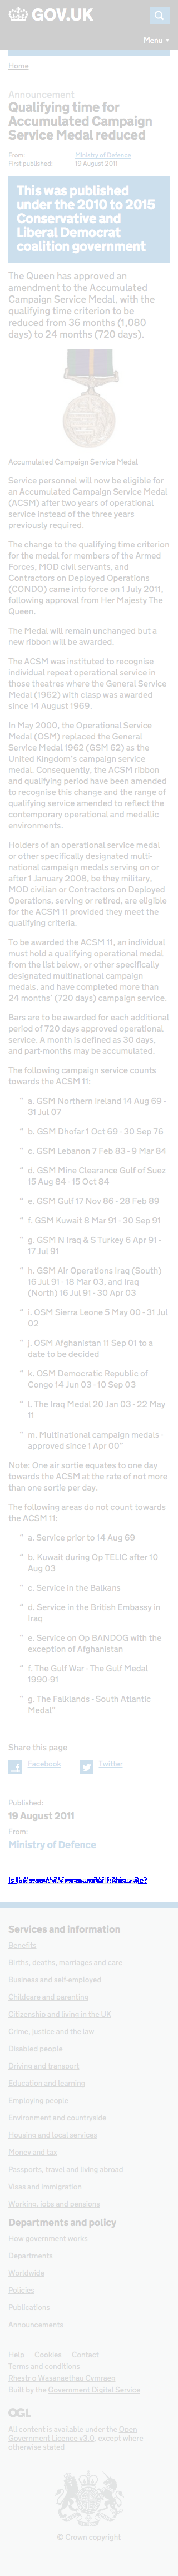 GOV.UK
Menu ▼
Home
Announcement
Qualifying time for
Accumulated Campaign
Service Medal reduced
From: Ministry of Defence
First published: 19 August 2011
This was published
under the 2010 to 2015
Conservative and
Liberal Democrat
coalition government
The Queen has approved an
amendment to the Accumulated
Campaign Service Medal, with the
qualifying time criterion to be
reduced from 36 months (1,080
days) to 24 months (720 days).
Accumulated Campaign Service Medal
Service personnel will now be eligible for
an Accumulated Campaign Service Medal
(ACSM) after two years of operational
service instead of the three years
previously required.
The change to the qualifying time criterion
for the medal for members of the Armed
Forces, MOD civil servants, and
Contractors on Deployed Operations
(CONDO) came into force on 1 July 2011,
following approval from Her Majesty The
Queen.
The Medal will remain unchanged but a
new ribbon will be awarded.
The ACSM was instituted to recognise
individual repeat operational service in
those theatres where the General Service
Medal (1962) with clasp was awarded
since 14 August 1969.
In May 2000, the Operational Service
Medal (OSM) replaced the General
Service Medal 1962 (GSM 62) as the
United Kingdom's campaign service
medal. Consequently, the ACSM ribbon
and qualifying period have been amended
to recognise this change and the range of
qualifying service extended to reflect the
contemporary operational and medallic
environments.
Holders of an operational service medal
or other specifically designated multi-
national campaign medals serving on or
after 1 January 2008, be they military,
MOD civilian or Contractors on Deployed
Operations, serving or retired, are eligible
for the ACSM 11 provided they meet the
qualifying criteria.
To be awarded the ACSM 11, an individual
must hold a qualifying operational medal
from the list below, or other specifically
designated multinational campaign
medals, and have completed more than
24 months' (720 days) campaign service.
Bars are to be awarded for each additional
period of 720 days approved operational
service. A month is defined as 30 days,
and part-months may be accumulated.
The following campaign service counts
towards the ACSM 11:
a. GSM Northern Ireland 14 Aug 69 -
31 Jul 07
b. GSM Dhofar 1 Oct 69 - 30 Sep 76
c. GSM Lebanon 7 Feb 83 - 9 Mar 84
d. GSM Mine Clearance Gulf of Suez
15 Aug 84 - 15 Oct 84
e. GSM Gulf 17 Nov 86 - 28 Feb 89
f. GSM Kuwait 8 Mar 91 - 30 Sep 91
g. GSM N Iraq & S Turkey 6 Apr 91 -
17 Jul 91
h. GSM Air Operations Iraq (South)
16 Jul 91 - 18 Mar 03, and Iraq
(North) 16 Jul 91 - 30 Apr 03
i. OSM Sierra Leone 5 May 00 - 31 Jul
02
j. OSM Afghanistan 11 Sep 01 to a
date to be decided
k. OSM Democratic Republic of
Congo 14 Jun 03 - 10 Sep 03
l. The Iraq Medal 20 Jan 03 - 22 May
11
m. Multinational campaign medals -
approved since 1 Apr 00"
Note: One air sortie equates to one day
towards the ACSM at the rate of not more
than one sortie per day.
The following areas do not count towards
the ACSM 11:
a. Service prior to 14 Aug 69
b. Kuwait during Op TELIC after 10
Aug 03
c. Service in the Balkans
d. Service in the British Embassy in
Iraq
e. Service on Op BANDOG with the
exception of Afghanistan
f. The Gulf War - The Gulf Medal
1990-91
g. The Falklands - South Atlantic
Medal"
Share this page
Facebook Twitter
Published:
19 August 2011
From:
Ministry of Defence
Services and information
Benefits
Births, deaths, marriages and care
Business and self-employed
Childcare and parenting
Citizenship and living in the UK
Crime, justice and the law
Disabled people
Driving and transport
Education and learning
Employing people
Environment and countryside
Housing and local services
Money and tax
Passports, travel and living abroad
Visas and immigration
Working, jobs and pensions
Departments and policy
How government works
Departments
Worldwide
Policies
Publications
Announcements
Help Cookies Contact
Terms and conditions
Rhestr o Wasanaethau Cymraeg
Built by the Government Digital Service
OGL
All content is available under the Open
Government Licence v3.0, except where
otherwise stated
© Crown copyright